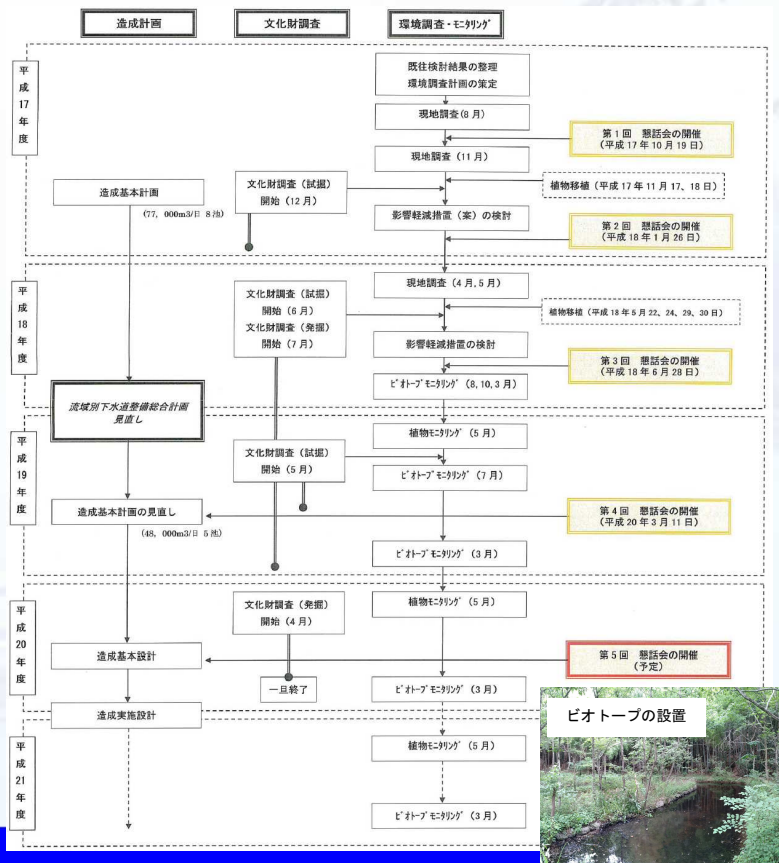 造成計画
文化財調査
環境調査・モニタリング
平成17年度
既往検討結果の整理
環境調査計画の策定
現地調査(8月)
第1回 懇話会の開催
(平成17年10月19日)
現地調査(11月)
造成基本計画
(77, 000m3/日 8池)
文化財調査(試掘)
開始(12月)
植物移植(平成17年11月17、18日)
影響軽減措置(案)の検討
第2回 懇話会の開催
(平成18年1月26日)
平成18年度
現地調査(4月,5月)
文化財調査(試掘)
開始(6月)
文化財調査(発掘)
開始(7月)
植物移植(平成18年5月22、24、29、30日)
影響軽減措置の検討
第3回 懇話会の開催
(平成18年6月28日)
ビオトープモニタリング(8,10,3月)
流域別下水道整備総合計画
見直し
平成19年度
植物モニタリング(5月)
文化財調査(試掘)
開始(5月)
ビオトープモニタリング(7月)
造成基本計画の見直し
(48, 000m3/日 5池)
第4回 懇話会の開催
(平成20年3月11日)
ビオトープモニタリング(3月)
平成20年度
植物モニタリング(5月)
文化財調査(発掘)
開始(4月)
造成基本設計
第5回 懇話会の開催
(予定)
一旦終了
ビオトープモニタリング(3月)
造成実施設計
ビオトープの設置
平成21年度
植物モニタリング(5月)
ビオトープモニタリング(3月)